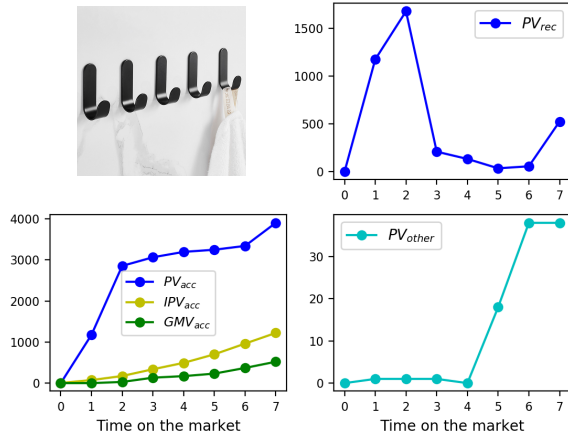 PV_rec
1500
1000
500
0
0 1 2 3 4 5 6 7
4000
3000
2000
1000
0
PV_acc
IPV_acc
GMV_acc
0 1 2 3 4 5 6 7
Time on the market
PV_other
30
20
10
0
0 1 2 3 4 5 6 7
Time on the market